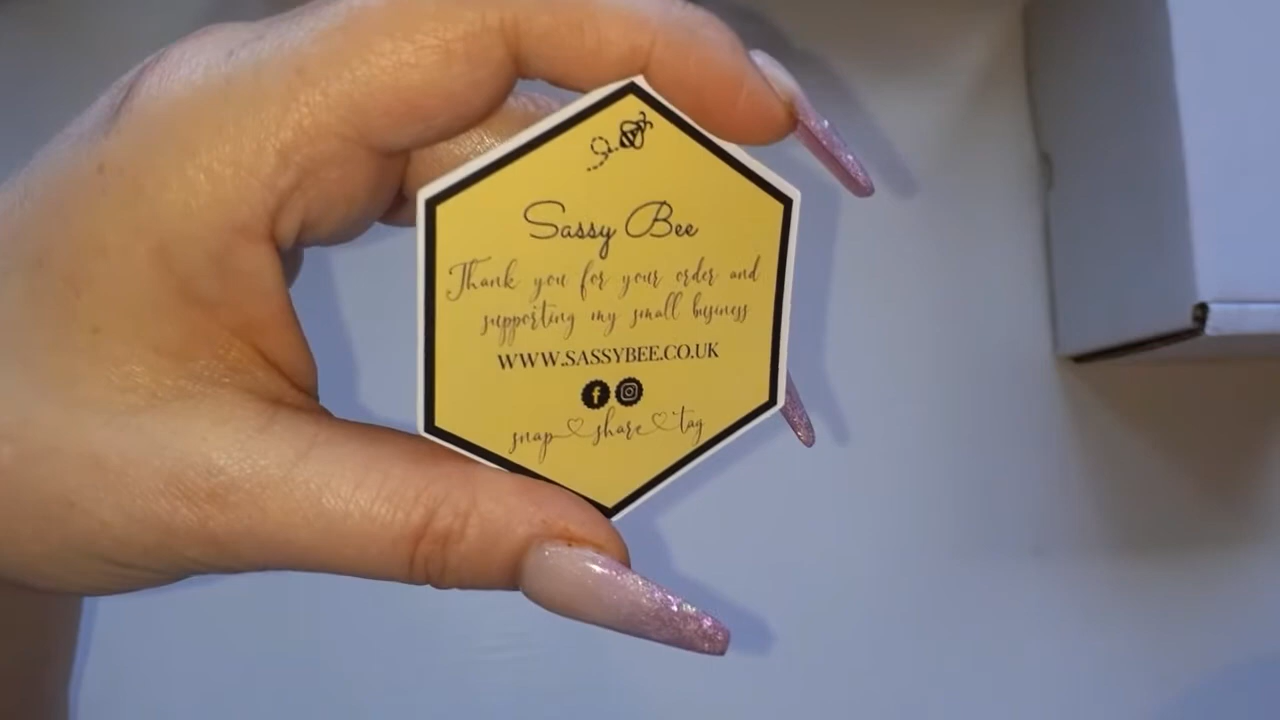 Sassy Bee
Thank you for your order and
supporting my small business
WWW.SASSYBEE.CO.UK
snap share tag